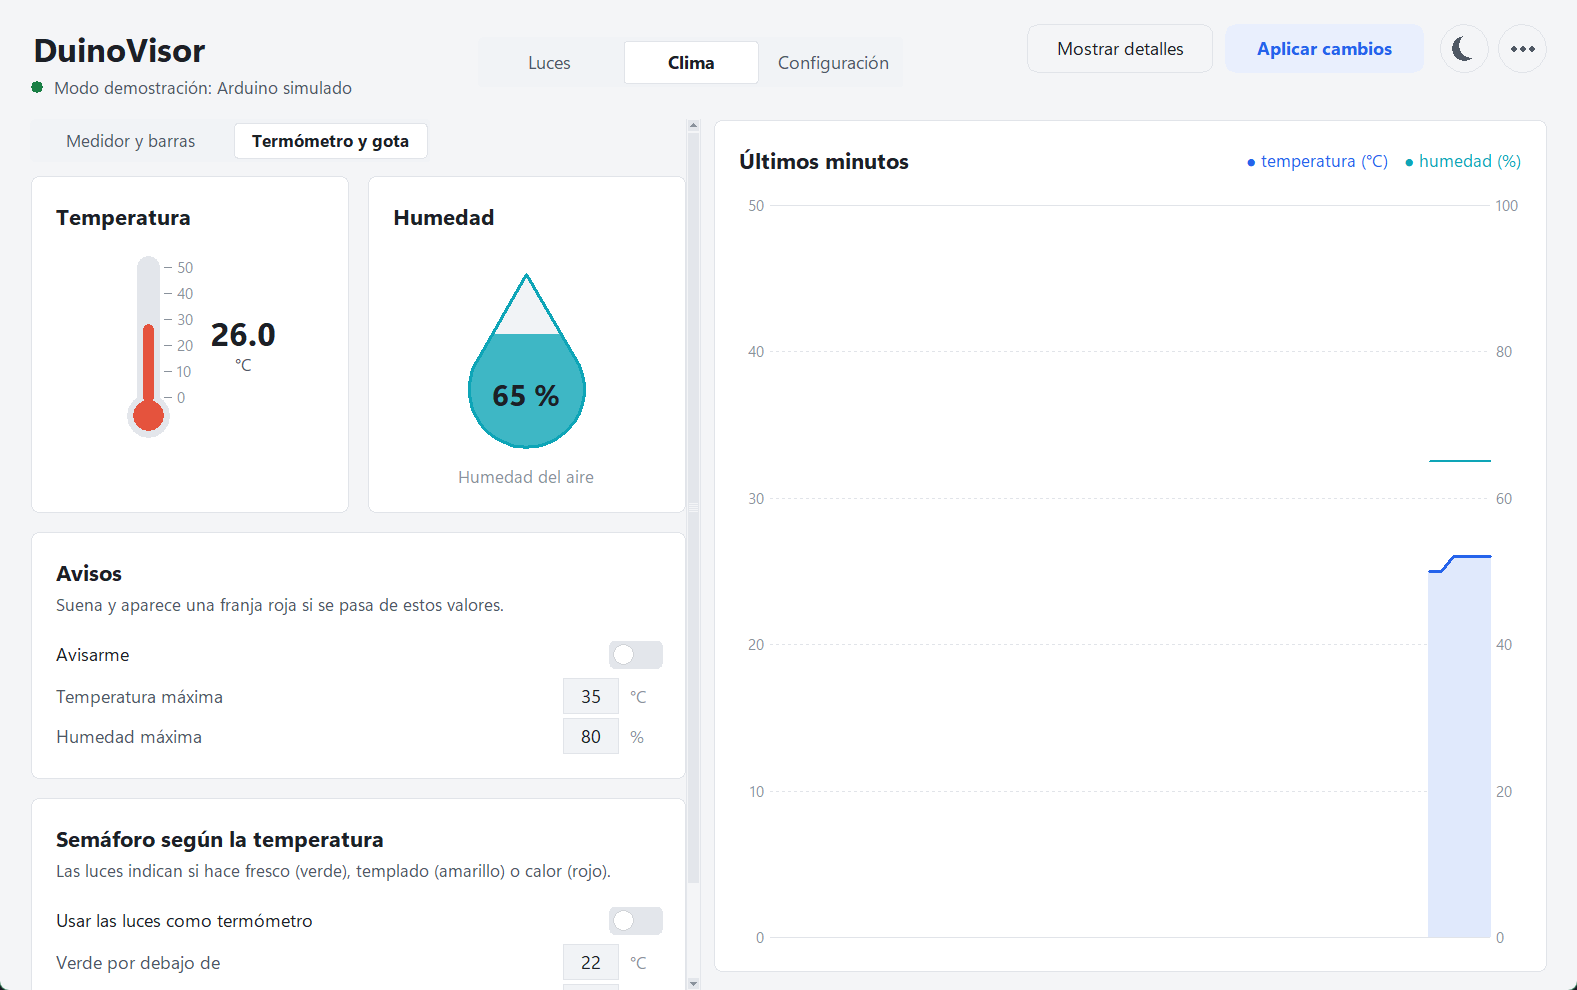 DuinoVisor
Modo demostración: Arduino simulado
Luces
Clima
Configuración
Mostrar detalles
Aplicar cambios
Medidor y barras
Termómetro y gota
Temperatura
50
40
30
20
10
0
26.0
°C
Humedad
65 %
Humedad del aire
Avisos
Suena y aparece una franja roja si se pasa de estos valores.
Avisarme
Temperatura máxima 35 °C
Humedad máxima 80 %
Semáforo según la temperatura
Las luces indican si hace fresco (verde), templado (amarillo) o calor (rojo).
Usar las luces como termómetro
Verde por debajo de 22 °C
Últimos minutos
temperatura (°C)
humedad (%)
50 100
40 80
30 60
20 40
10 20
0 0